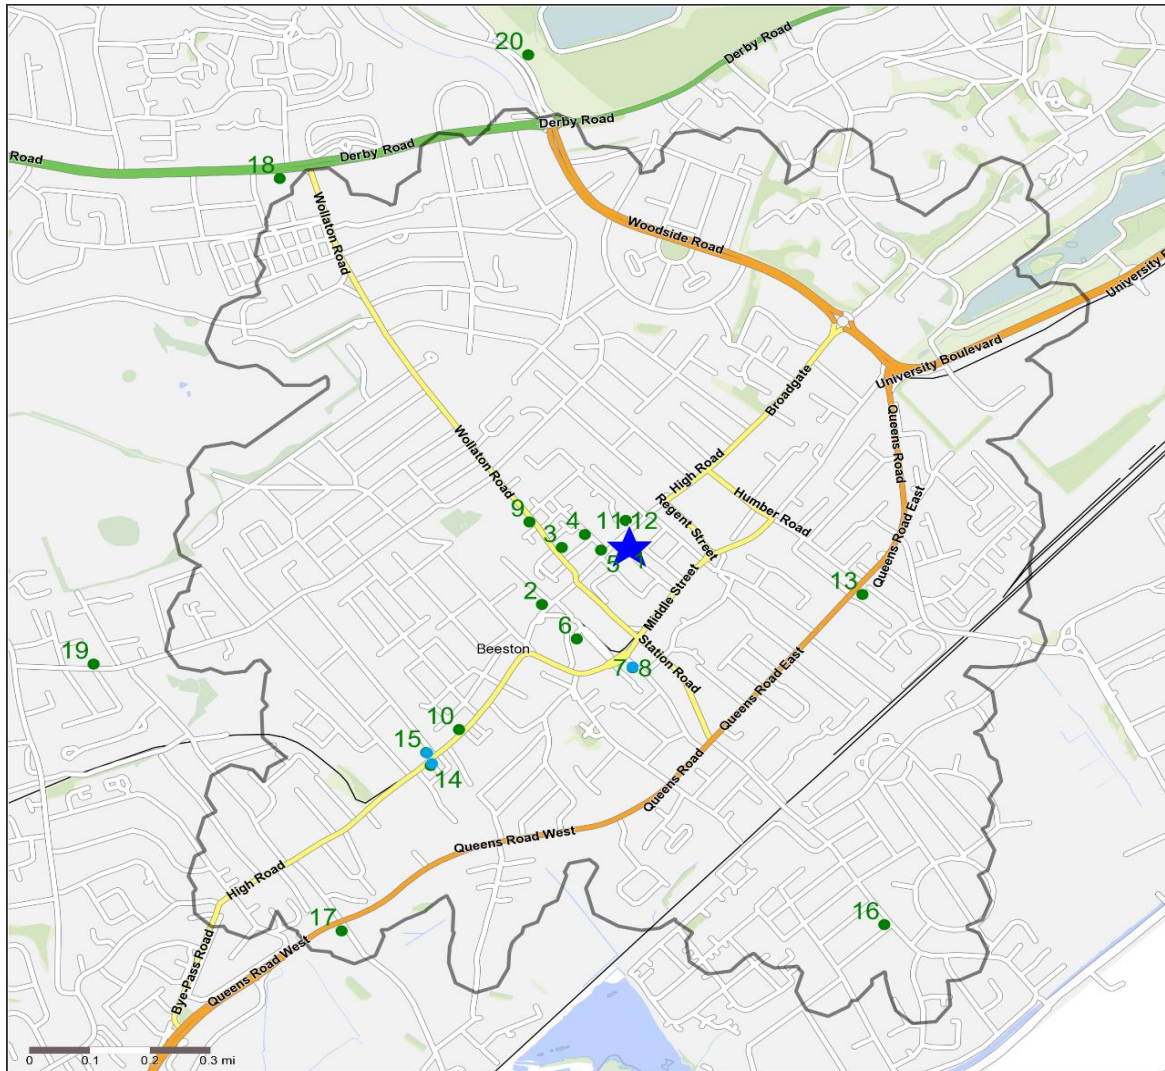 20
Derby Road
Derby Road
Road
Derby Road
18
Wollaton Road
Woodside Road
University B
University Boulevard
Broadgate
Queens Road
Wollaton Road
High Road
Humber Road
Regent Street
9
4
11
12
3
5
1
Queens Road East
13
2
Middle Street
6
Beeston
19
7
8
Station Road
Queens Road East
10
15
14
Queens Road
Queens Road West
High Road
17
16
Bye-Pass Road
Queens Road West
0
0.1
0.2
0.3 mi